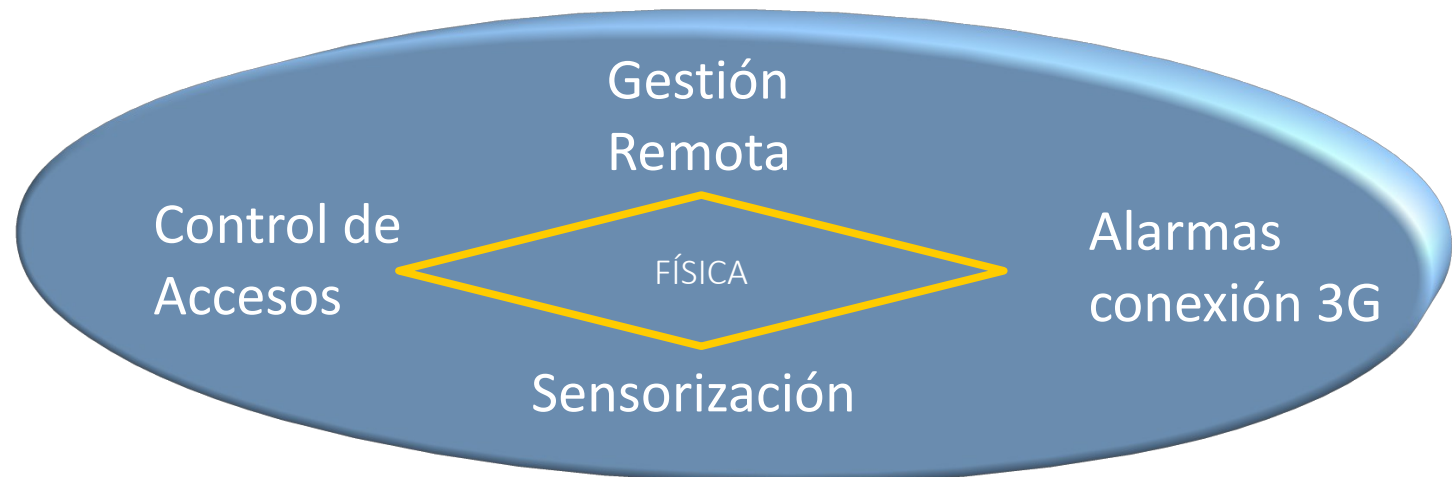 Gestión
Remota
Control de
Accesos
FÍSICA
Alarmas
conexión 3G
Sensorización